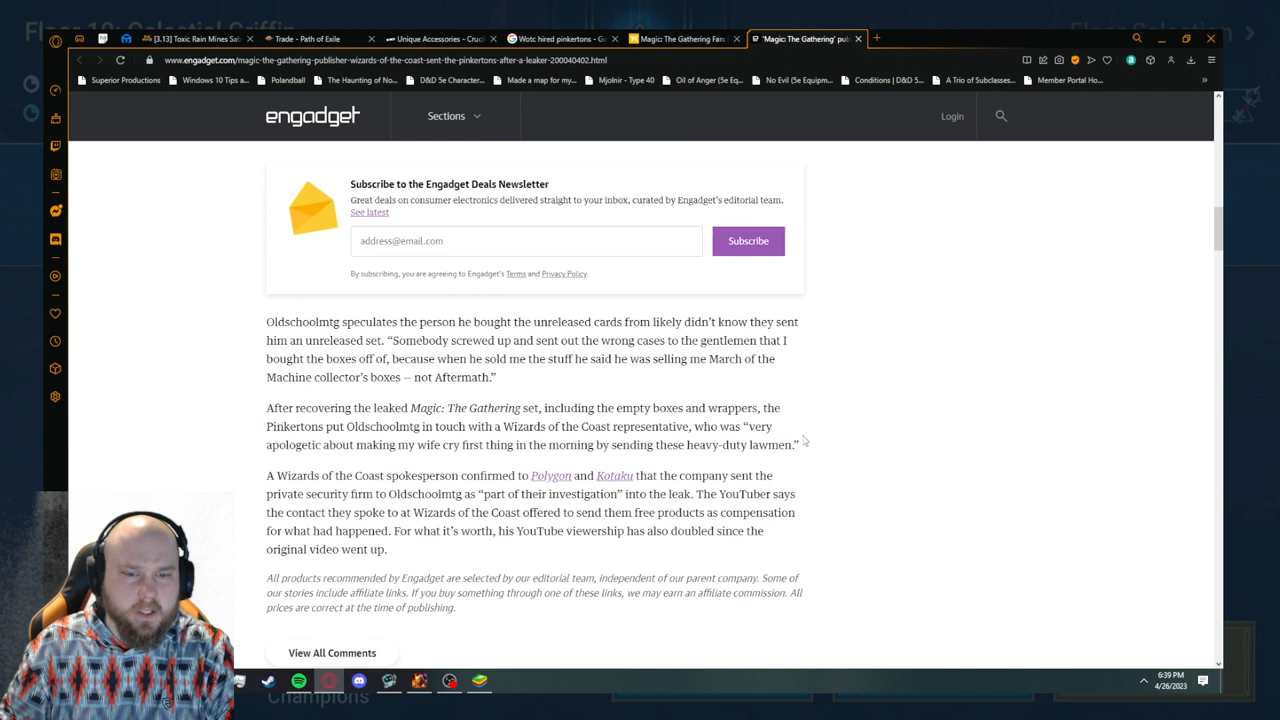 Floor 10: Celestial Griffin
Floor Selection
[3.13] Toxic Rain Mines Sab
Trade - Path of Exile
Unique Accessories - Cruci
Wotc hired pinkertons - Go
Magic: The Gathering Fan
'Magic: The Gathering' pub
www.engadget.com/magic-the-gathering-publisher-wizards-of-the-coast-sent-the-pinkertons-after-a-leaker-200040402.html
Superior Productions
Windows 10 Tips a...
Polandball
The Haunting of No...
D&D 5e Character...
Made a map for my...
Mjolnir - Type 40
Oil of Anger (5e Eq...
No Evil (5e Equipm...
Conditions | D&D 5...
A Trio of Subclasses...
Member Portal Ho...
engadget
Sections
Login
Subscribe to the Engadget Deals Newsletter
Great deals on consumer electronics delivered straight to your inbox, curated by Engadget's editorial team.
See latest
address@email.com
Subscribe
By subscribing, you are agreeing to Engadget's Terms and Privacy Policy.
Oldschoolmtg speculates the person he bought the unreleased cards from likely didn't know they sent
him an unreleased set. “Somebody screwed up and sent out the wrong cases to the gentlemen that I
bought the boxes off of, because when he sold me the stuff he said he was selling me March of the
Machine collector's boxes — not Aftermath.”
After recovering the leaked Magic: The Gathering set, including the empty boxes and wrappers, the
Pinkertons put Oldschoolmtg in touch with a Wizards of the Coast representative, who was “very
apologetic about making my wife cry first thing in the morning by sending these heavy-duty lawmen.”
A Wizards of the Coast spokesperson confirmed to Polygon and Kotaku that the company sent the
private security firm to Oldschoolmtg as “part of their investigation” into the leak. The YouTuber says
the contact they spoke to at Wizards of the Coast offered to send them free products as compensation
for what had happened. For what it's worth, his YouTube viewership has also doubled since the
original video went up.
All products recommended by Engadget are selected by our editorial team, independent of our parent company. Some of
our stories include affiliate links. If you buy something through one of these links, we may earn an affiliate commission. All
prices are correct at the time of publishing.
View All Comments
6:39 PM
4/26/2023
Champions